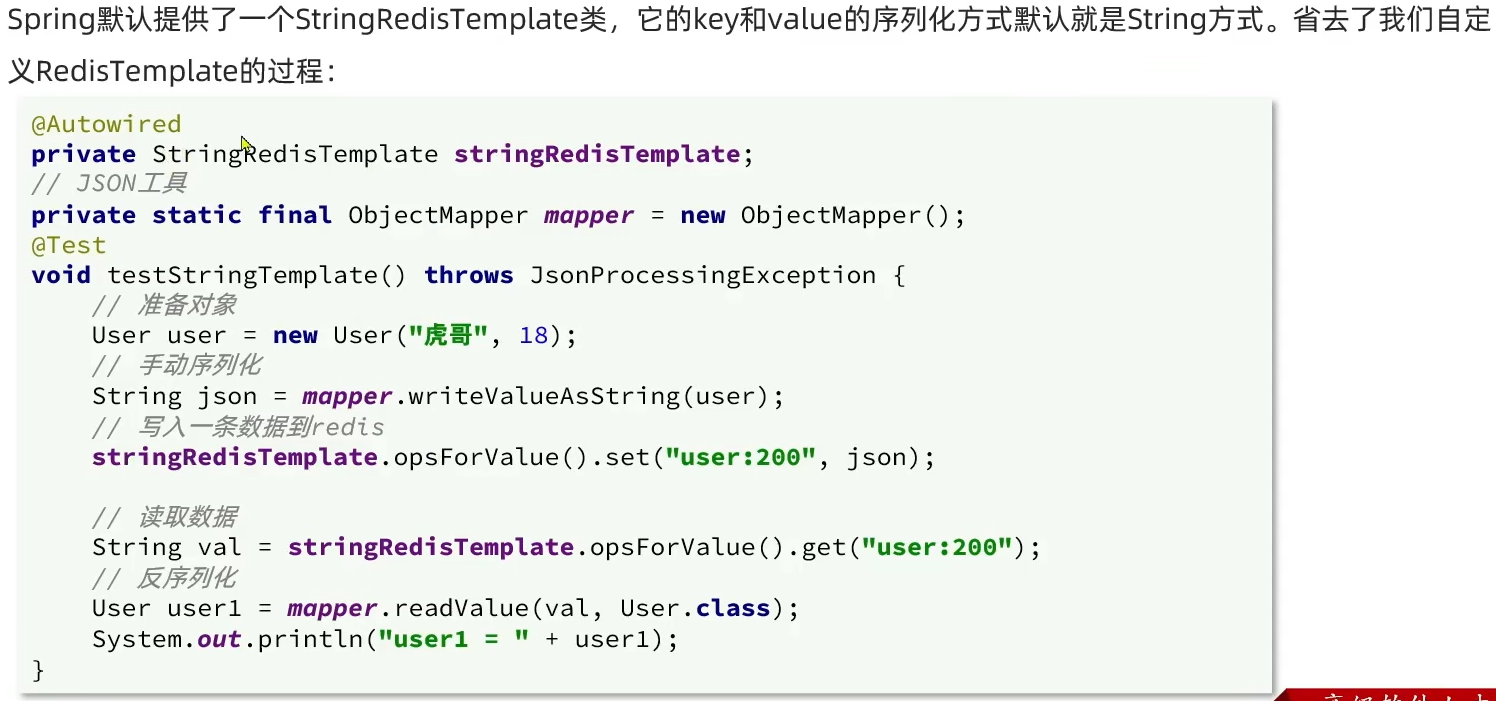 Spring默认提供了一个StringRedisTemplate类，它的key和value的序列化方式默认就是String方式。省去了我们自定
义RedisTemplate的过程：
@Autowired
private StringRedisTemplate stringRedisTemplate;
// JSON工具
private static final ObjectMapper mapper = new ObjectMapper();
@Test
void testStringTemplate() throws JsonProcessingException {
    // 准备对象
    User user = new User("虎哥", 18);
    // 手动序列化
    String json = mapper.writeValueAsString(user);
    // 写入一条数据到redis
    stringRedisTemplate.opsForValue().set("user:200", json);
    // 读取数据
    String val = stringRedisTemplate.opsForValue().get("user:200");
    // 反序列化
    User user1 = mapper.readValue(val, User.class);
    System.out.println("user1 = " + user1);
}